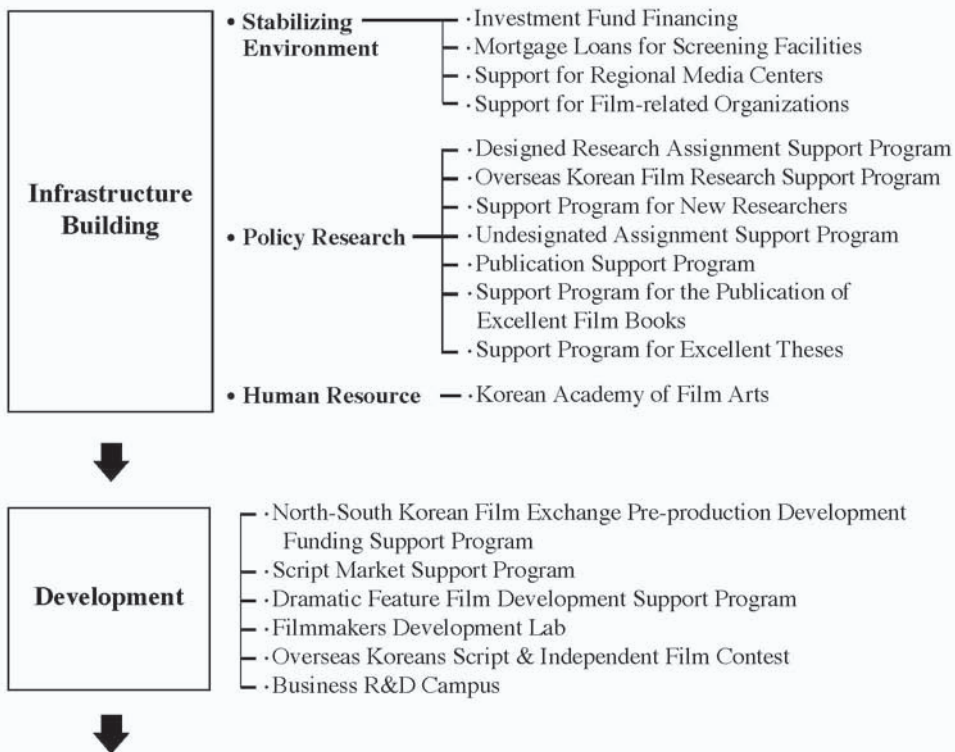 • Stabilizing
Environment
· Investment Fund Financing
· Mortgage Loans for Screening Facilities
· Support for Regional Media Centers
· Support for Film-related Organizations
Infrastructure
Building
• Policy Research
· Designed Research Assignment Support Program
· Overseas Korean Film Research Support Program
· Support Program for New Researchers
· Undesignated Assignment Support Program
· Publication Support Program
· Support Program for the Publication of
Excellent Film Books
· Support Program for Excellent Theses
• Human Resource
· Korean Academy of Film Arts
Development
· North-South Korean Film Exchange Pre-production Development
Funding Support Program
· Script Market Support Program
· Dramatic Feature Film Development Support Program
· Filmmakers Development Lab
· Overseas Koreans Script & Independent Film Contest
· Business R&D Campus